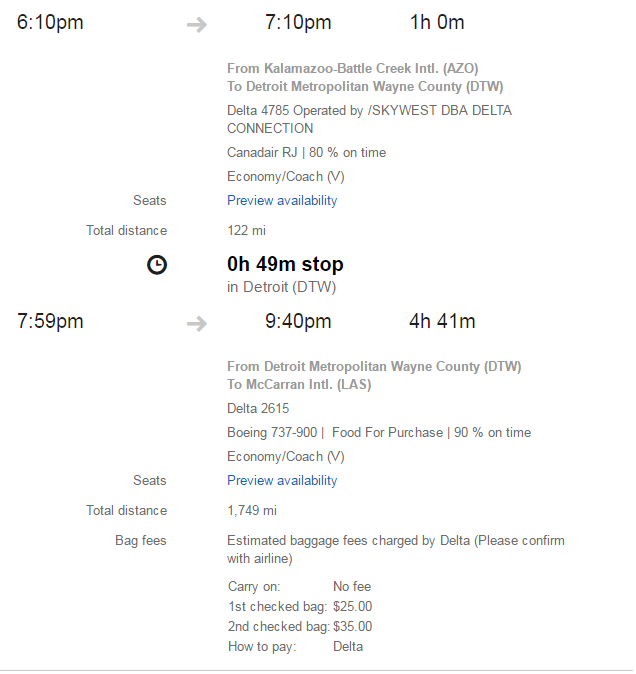 6:10pm 7:10pm 1h 0m
From Kalamazoo-Battle Creek Intl. (AZO)
To Detroit Metropolitan Wayne County (DTW)
Delta 4785 Operated by /SKYWEST DBA DELTA
CONNECTION
Canadair RJ | 80 % on time
Economy/Coach (V)
Seats Preview availability
Total distance 122 mi
0h 49m stop
in Detroit (DTW)
7:59pm 9:40pm 4h 41m
From Detroit Metropolitan Wayne County (DTW)
To McCarran Intl. (LAS)
Delta 2615
Boeing 737-900 | Food For Purchase | 90 % on time
Economy/Coach (V)
Seats Preview availability
Total distance 1,749 mi
Bag fees Estimated baggage fees charged by Delta (Please confirm
with airline)
Carry on: No fee
1st checked bag: $25.00
2nd checked bag: $35.00
How to pay: Delta